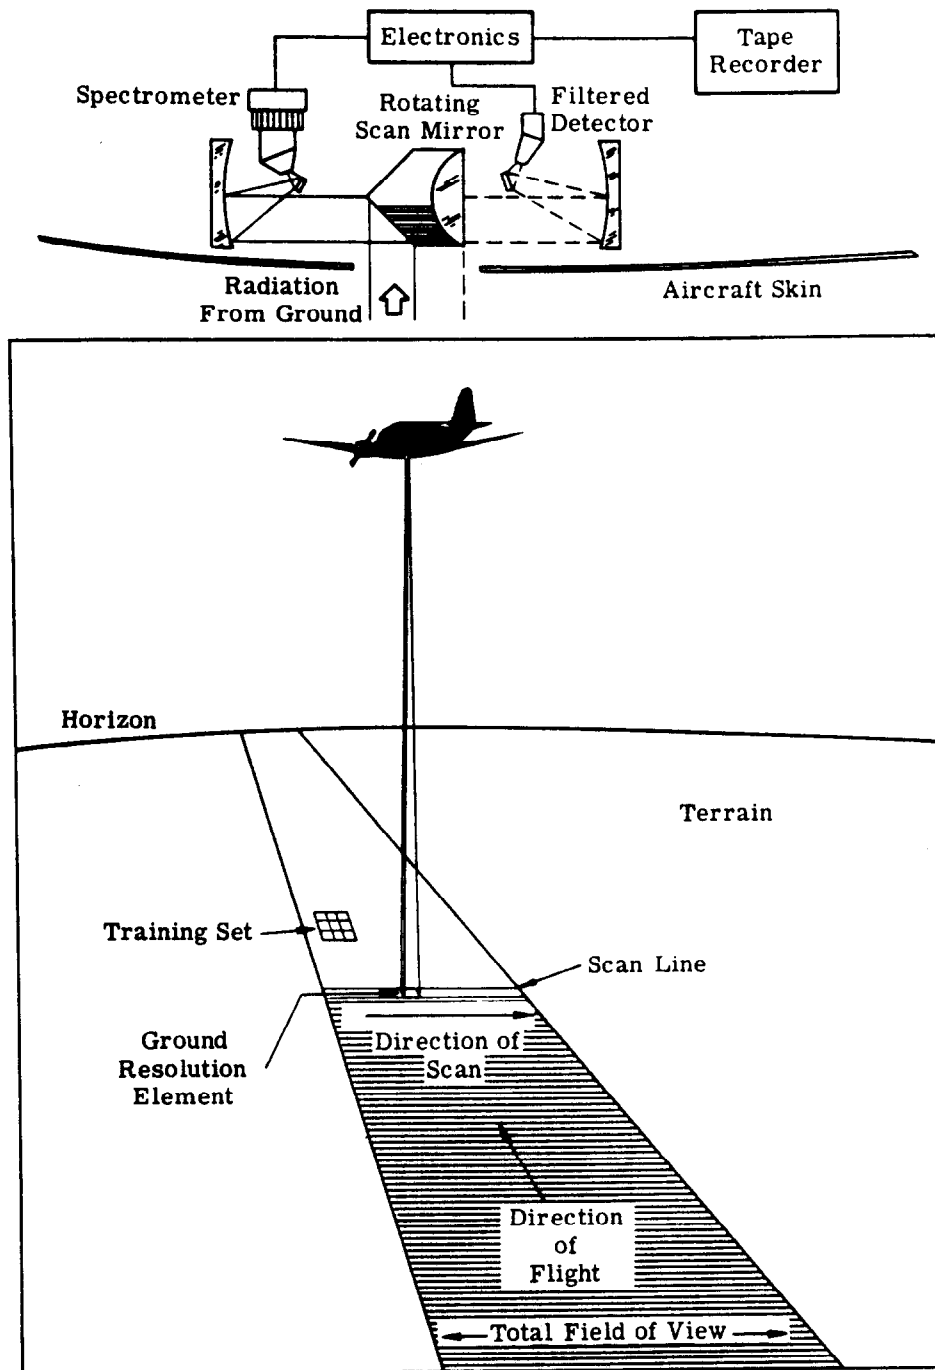 Electronics
Tape
Recorder
Spectrometer
Rotating
Scan Mirror
Filtered
Detector
Radiation
From Ground
Aircraft Skin
Horizon
Terrain
Training Set
Scan Line
Ground
Resolution
Element
Direction of
Scan
Direction
of
Flight
Total Field of View